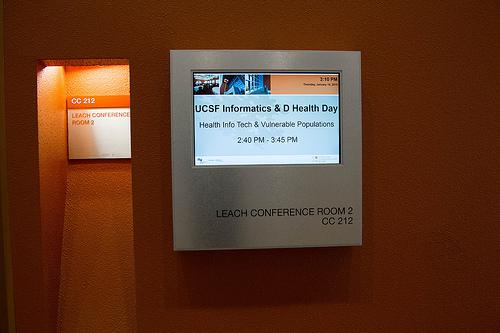 CC 212
LEACH CONFERENCE
ROOM 2
3:10 PM
UCSF Informatics & D Health Day
Health Info Tech & Vulnerable Populations
2:40 PM - 3:45 PM
LEACH CONFERENCE ROOM 2
CC 212